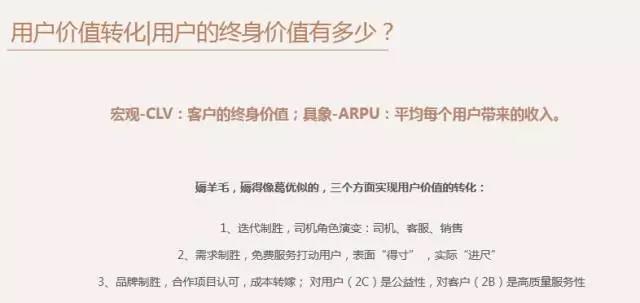 用户价值转化|用户的终身价值有多少？
宏观-CLV：客户的终身价值；具象-ARPU：平均每个用户带来的收入。
薅羊毛，薅得像葛优似的，三个方面实现用户价值的转化：
1、迭代制胜，司机角色演变：司机、客服、销售
2、需求制胜，免费服务打动用户，表面“得寸”，实际“进尺”
3、品牌制胜，合作项目认可，成本转嫁；对用户（2C）是公益性，对客户（2B）是高质量服务性